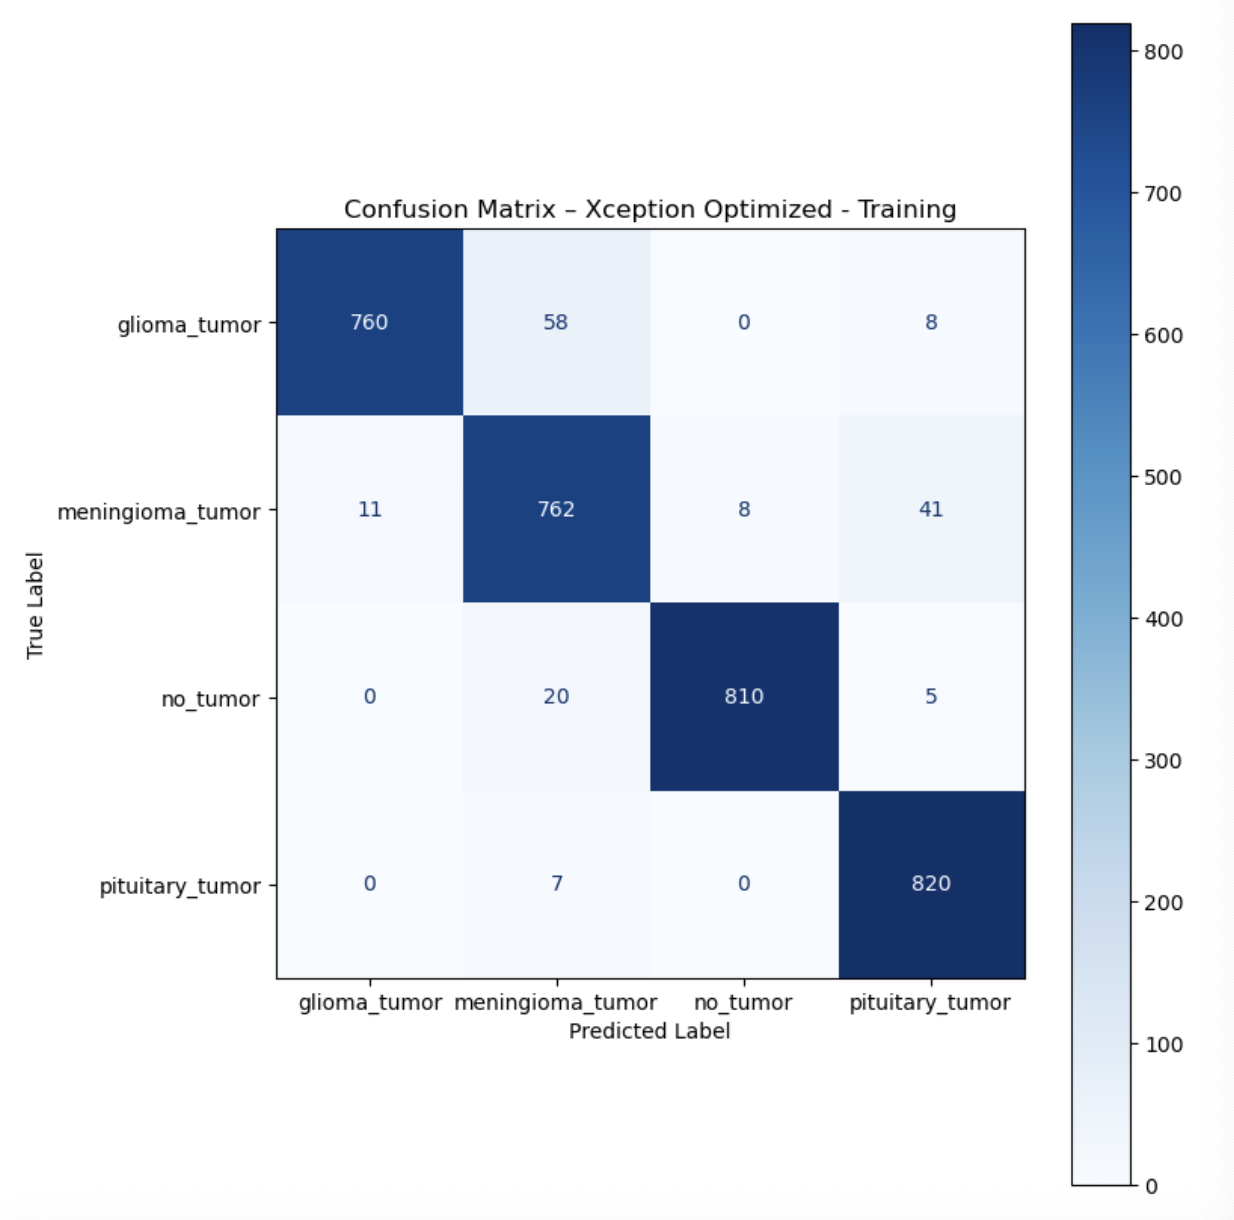 Confusion Matrix – Xception Optimized - Training
True Label
glioma_tumor 760 58 0 8
meningioma_tumor 11 762 8 41
no_tumor 0 20 810 5
pituitary_tumor 0 7 0 820
glioma_tumor meningioma_tumor no_tumor pituitary_tumor
Predicted Label
800
700
600
500
400
300
200
100
0